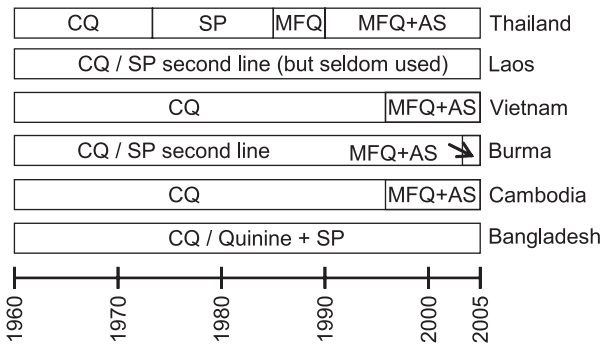 CQ SP MFQ MFQ+AS Thailand
CQ / SP second line (but seldom used) Laos
CQ MFQ+AS Vietnam
CQ / SP second line MFQ+AS Burma
CQ MFQ+AS Cambodia
CQ / Quinine + SP Bangladesh
1960 1970 1980 1990 2000 2005